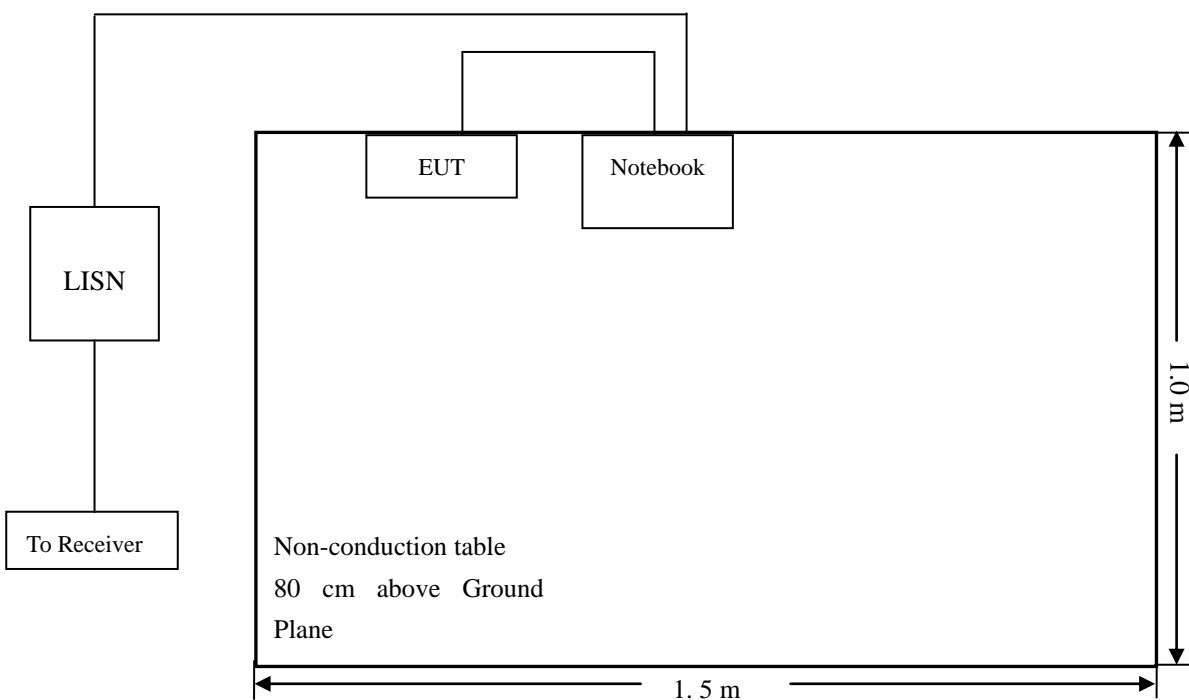 EUT
Notebook
LISN
1.0 m
To Receiver
Non-conduction table
80 cm above Ground
Plane
1. 5 m